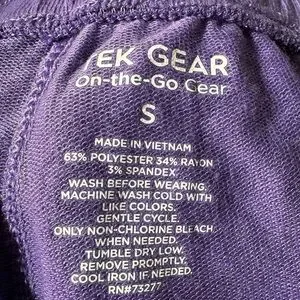 TEK GEAR
On-the-Go Gear
S
MADE IN VIETNAM
63% POLYESTER 34% RAYON
3% SPANDEX
WASH BEFORE WEARING.
MACHINE WASH COLD WITH
LIKE COLORS.
GENTLE CYCLE.
ONLY NON-CHLORINE BLEACH
WHEN NEEDED.
TUMBLE DRY LOW.
REMOVE PROMPTLY.
COOL IRON IF NEEDED.
RN#73277